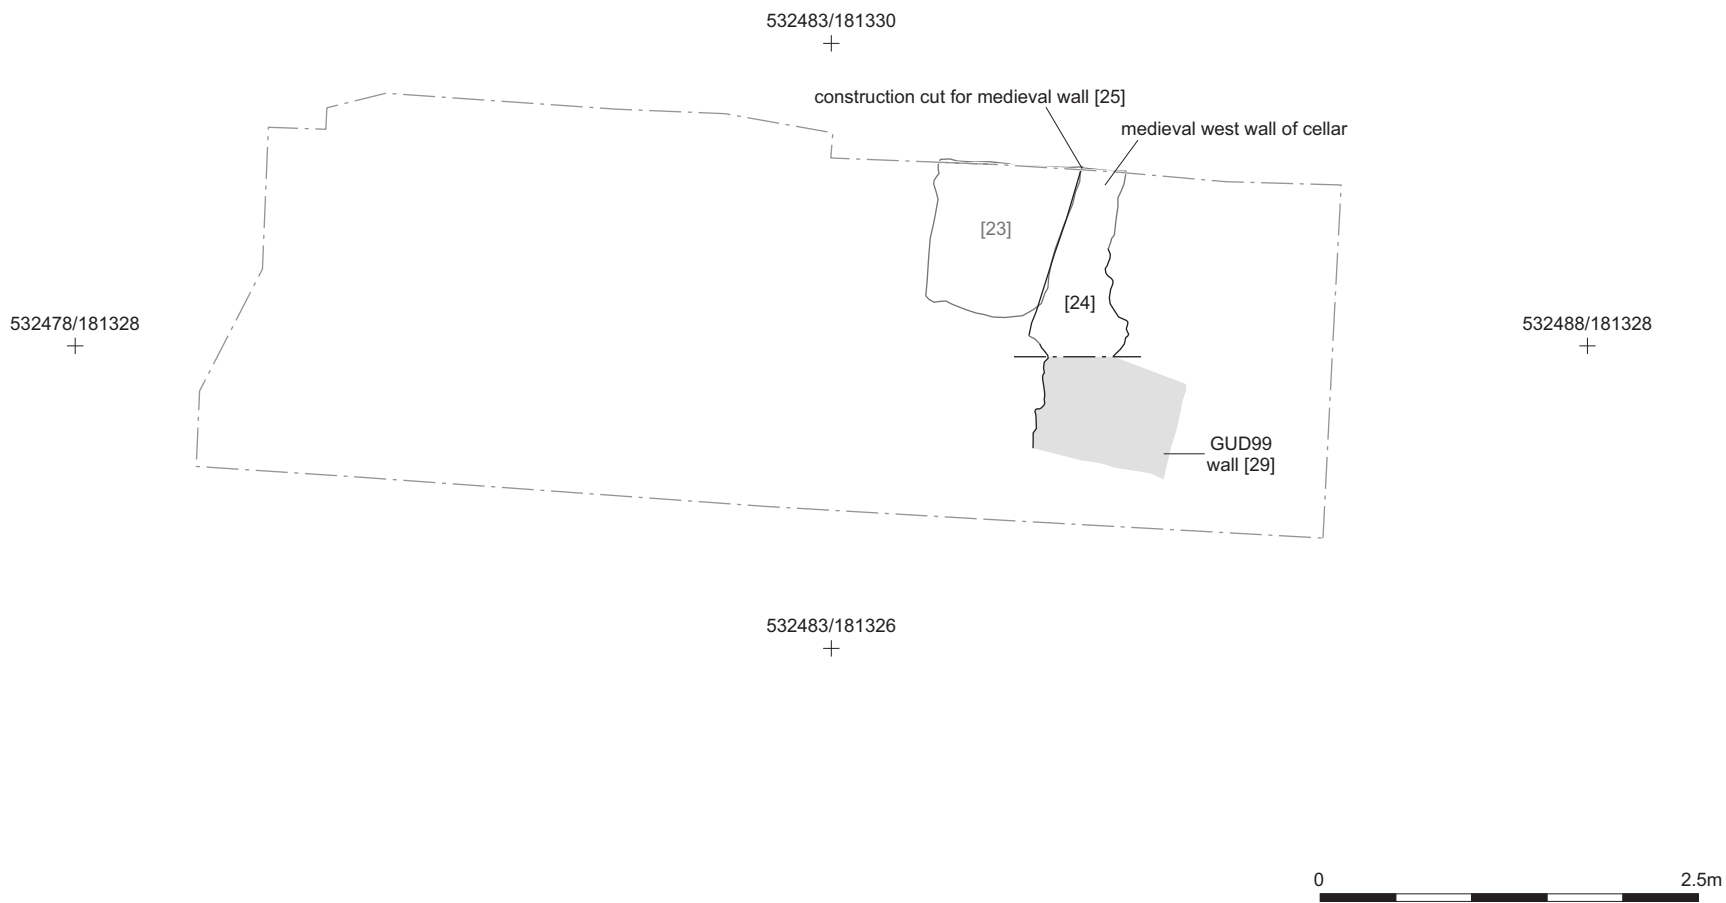 532483/181330
construction cut for medieval wall [25]
medieval west wall of cellar
[23]
[24]
532478/181328
532488/181328
GUD99
wall [29]
532483/181326
0
2.5m